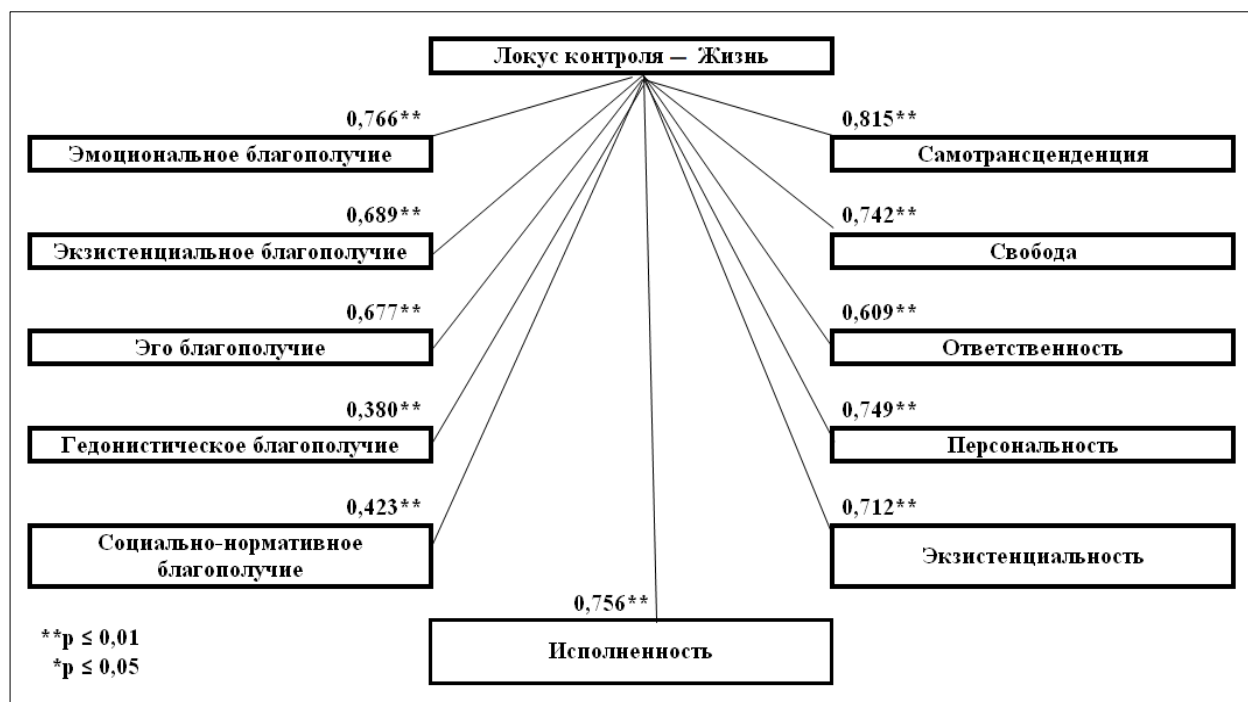 Локус контроля — Жизнь
0,766**
Эмоциональное благополучие
0,815**
Самотрансценденция
0,689**
Экзистенциальное благополучие
0,742**
Свобода
0,677**
Эго благополучие
0,609**
Ответственность
0,380**
Гедонистическое благополучие
0,749**
Персональность
0,423**
Социально-нормативное
благополучие
0,712**
Экзистенциальность
0,756**
Исполненность
**p ≤ 0,01
*p ≤ 0,05